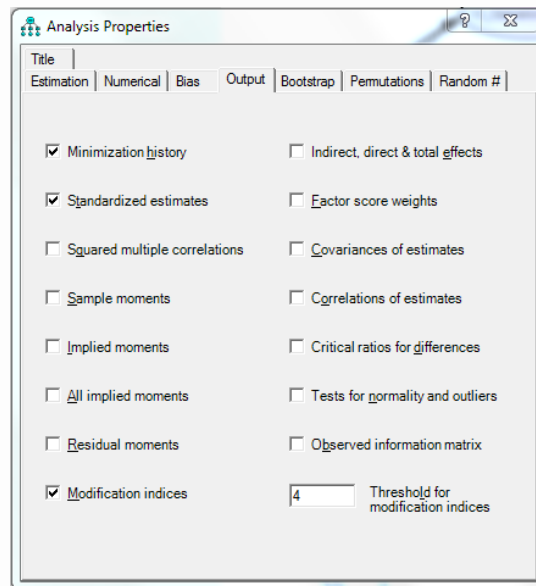 Analysis Properties
Title
Estimation Numerical Bias Output Bootstrap Permutations Random #
Minimization history
Indirect, direct & total effects
Standardized estimates
Factor score weights
Squared multiple correlations
Covariances of estimates
Sample moments
Correlations of estimates
Implied moments
Critical ratios for differences
All implied moments
Tests for normality and outliers
Residual moments
Observed information matrix
Modification indices
4
Threshold for
modification indices